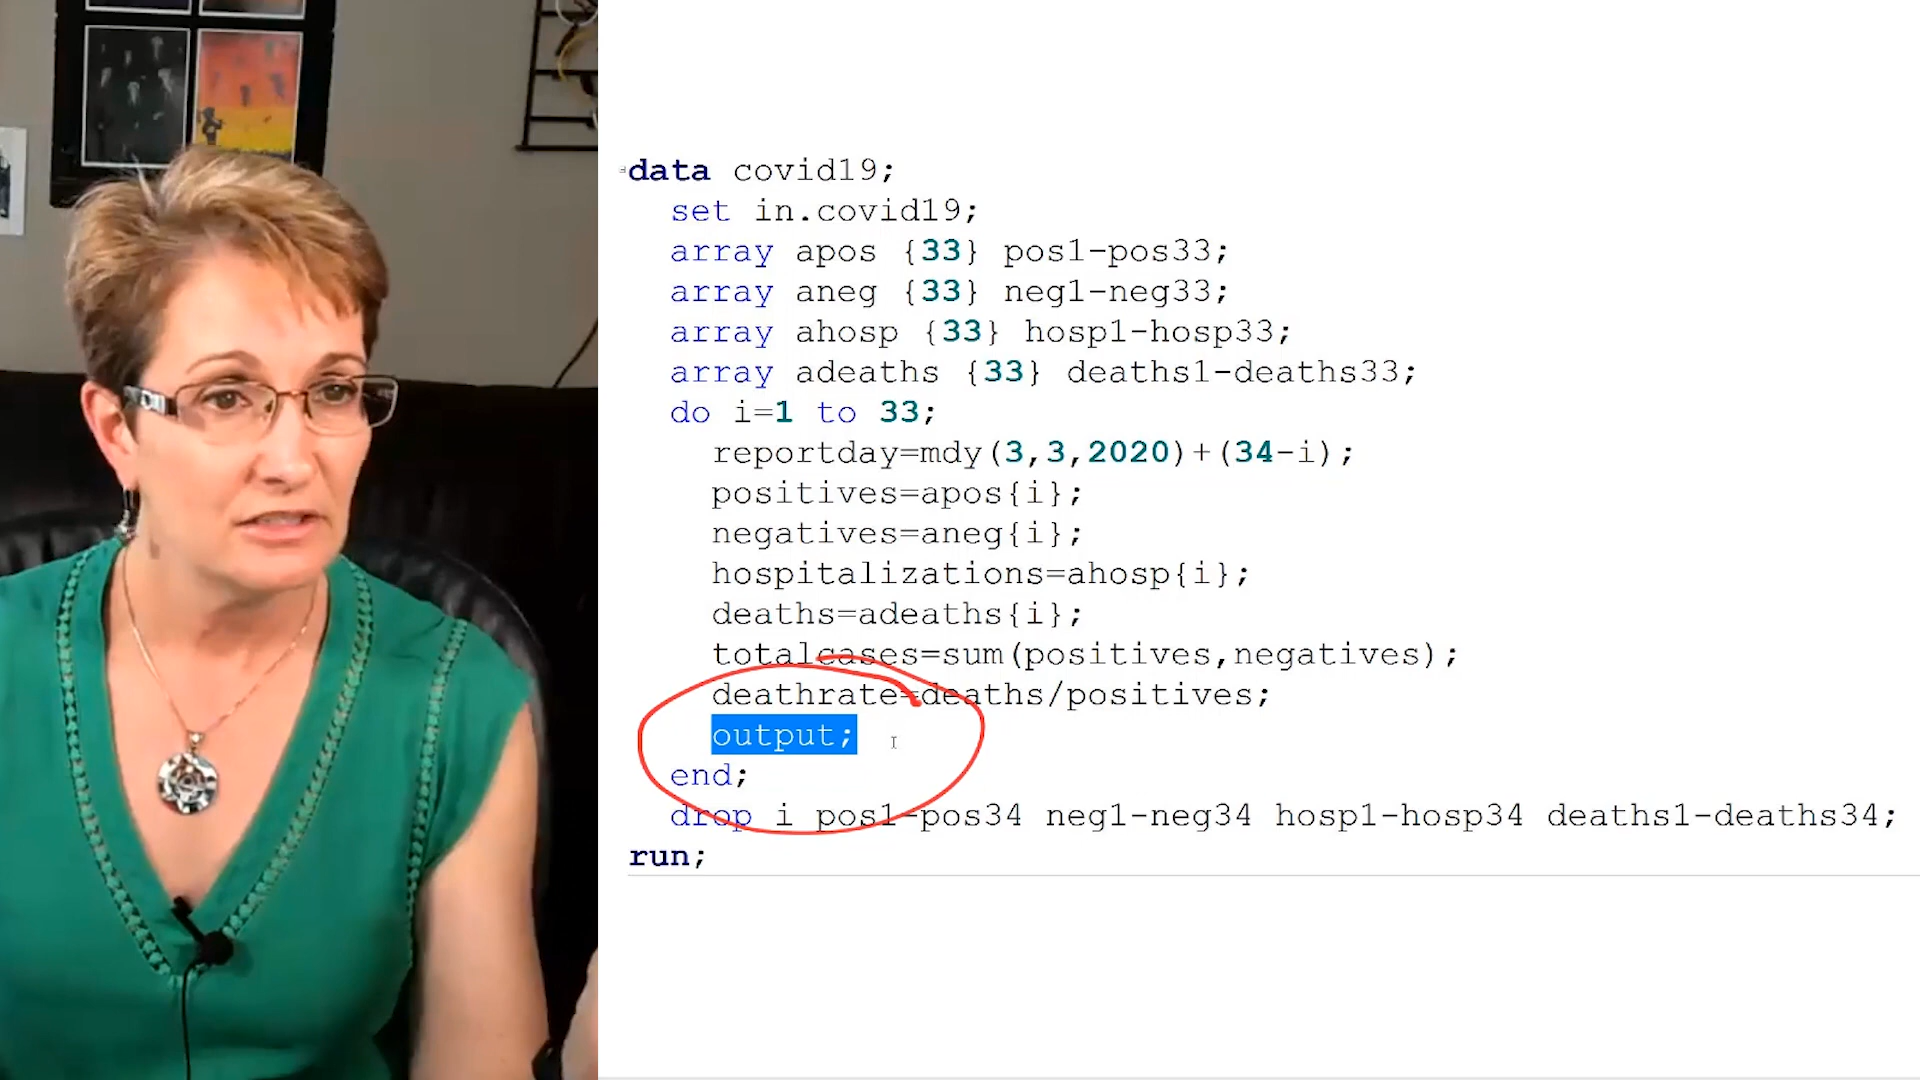 data covid19;
set in.covid19;
array apos {33} pos1-pos33;
array aneg {33} neg1-neg33;
array ahosp {33} hosp1-hosp33;
array adeaths {33} deaths1-deaths33;
do i=1 to 33;
reportday=mdy(3,3,2020)+(34-i);
positives=apos{i};
negatives=aneg{i};
hospitalizations=ahosp{i};
deaths=adeaths{i};
totalcases=sum(positives,negatives);
deathrate=deaths/positives;
output;
end;
drop i pos1-pos34 neg1-neg34 hosp1-hosp34 deaths1-deaths34;
run;